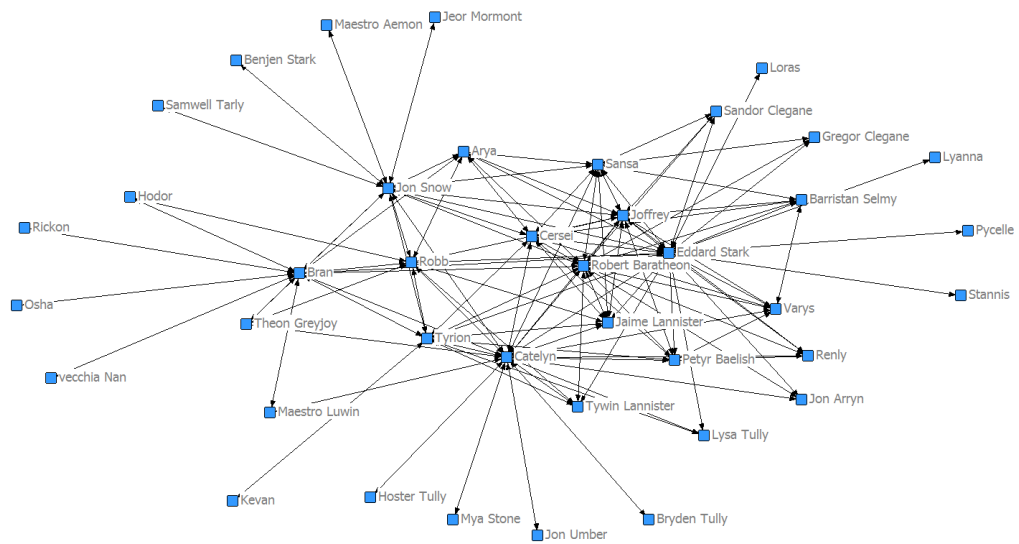 Jeor Mormont
Maestro Aemon
Benjen Stark
Loras
Samwell Tarly
Sandor Clegane
Gregor Clegane
Arya
Lyanna
Sansa
Jon Snow
Hodor
Barristan Selmy
Joffrey
Rickon
Pycelle
Cersei
Eddard Stark
Robb
Robert Baratheon
Bran
Stannis
Osha
Varys
Theon Greyjoy
Jaime Lannister
Tyrion
Renly
Catelyn
Petyr Baelish
vecchia Nan
Jon Arryn
Tywin Lannister
Maestro Luwin
Lysa Tully
Hoster Tully
Kevan
Mya Stone
Bryden Tully
Jon Umber